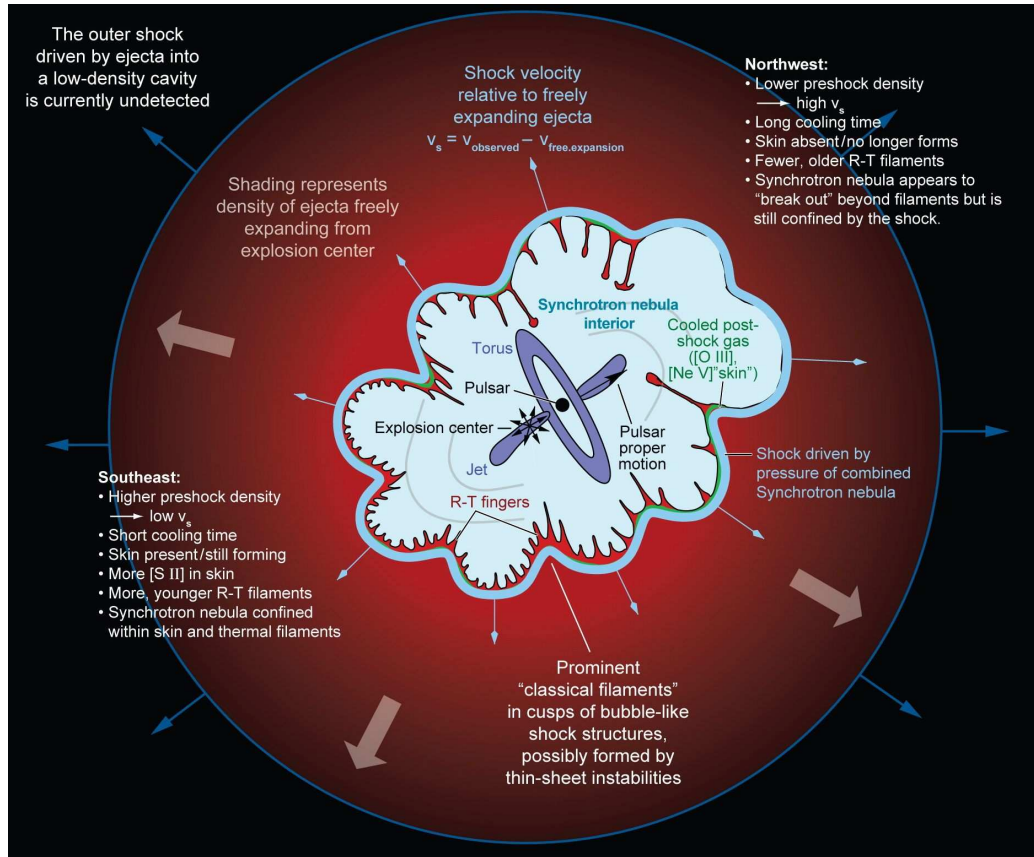 The outer shock
driven by ejecta into
a low-density cavity
is currently undetected
Shock velocity
relative to freely
expanding ejecta
vs = vobserved – vfree.expansion
Northwest:
• Lower preshock density
→ high vs
• Long cooling time
• Skin absent/no longer forms
• Fewer, older R-T filaments
• Synchrotron nebula appears to
“break out” beyond filaments but is
still confined by the shock.
Shading represents
density of ejecta freely
expanding from
explosion center
Synchrotron nebula
interior
Cooled post-
shock gas
([O III],
[Ne V]”skin”)
Torus
Pulsar
Explosion center
Jet
Pulsar
proper
motion
R-T fingers
Shock driven by
pressure of combined
Synchrotron nebula
Southeast:
• Higher preshock density
→ low vs
• Short cooling time
• Skin present/still forming
• More [S II] in skin
• More, younger R-T filaments
• Synchrotron nebula confined
within skin and thermal filaments
Prominent
“classical filaments”
in cusps of bubble-like
shock structures,
possibly formed by
thin-sheet instabilities